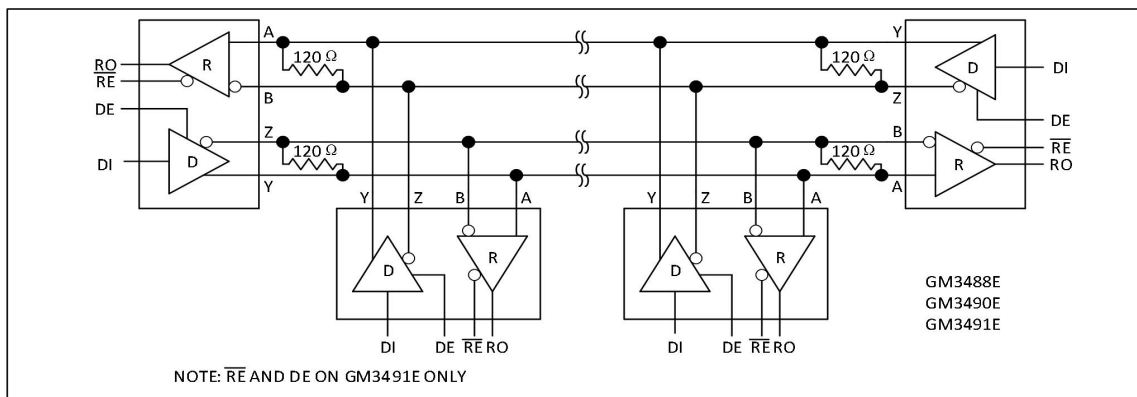 A
Y
RO
RE
R
120 Ω
120 Ω
D
DI
B
Z
DE
DE
Z
B
RE
RO
DI
D
120 Ω
120 Ω
R
Y
A
Y Z B A
Y Z B A
D R
D R
GM3488E
GM3490E
GM3491E
DI DE RE RO
DI DE RE RO
NOTE: RE AND DE ON GM3491E ONLY